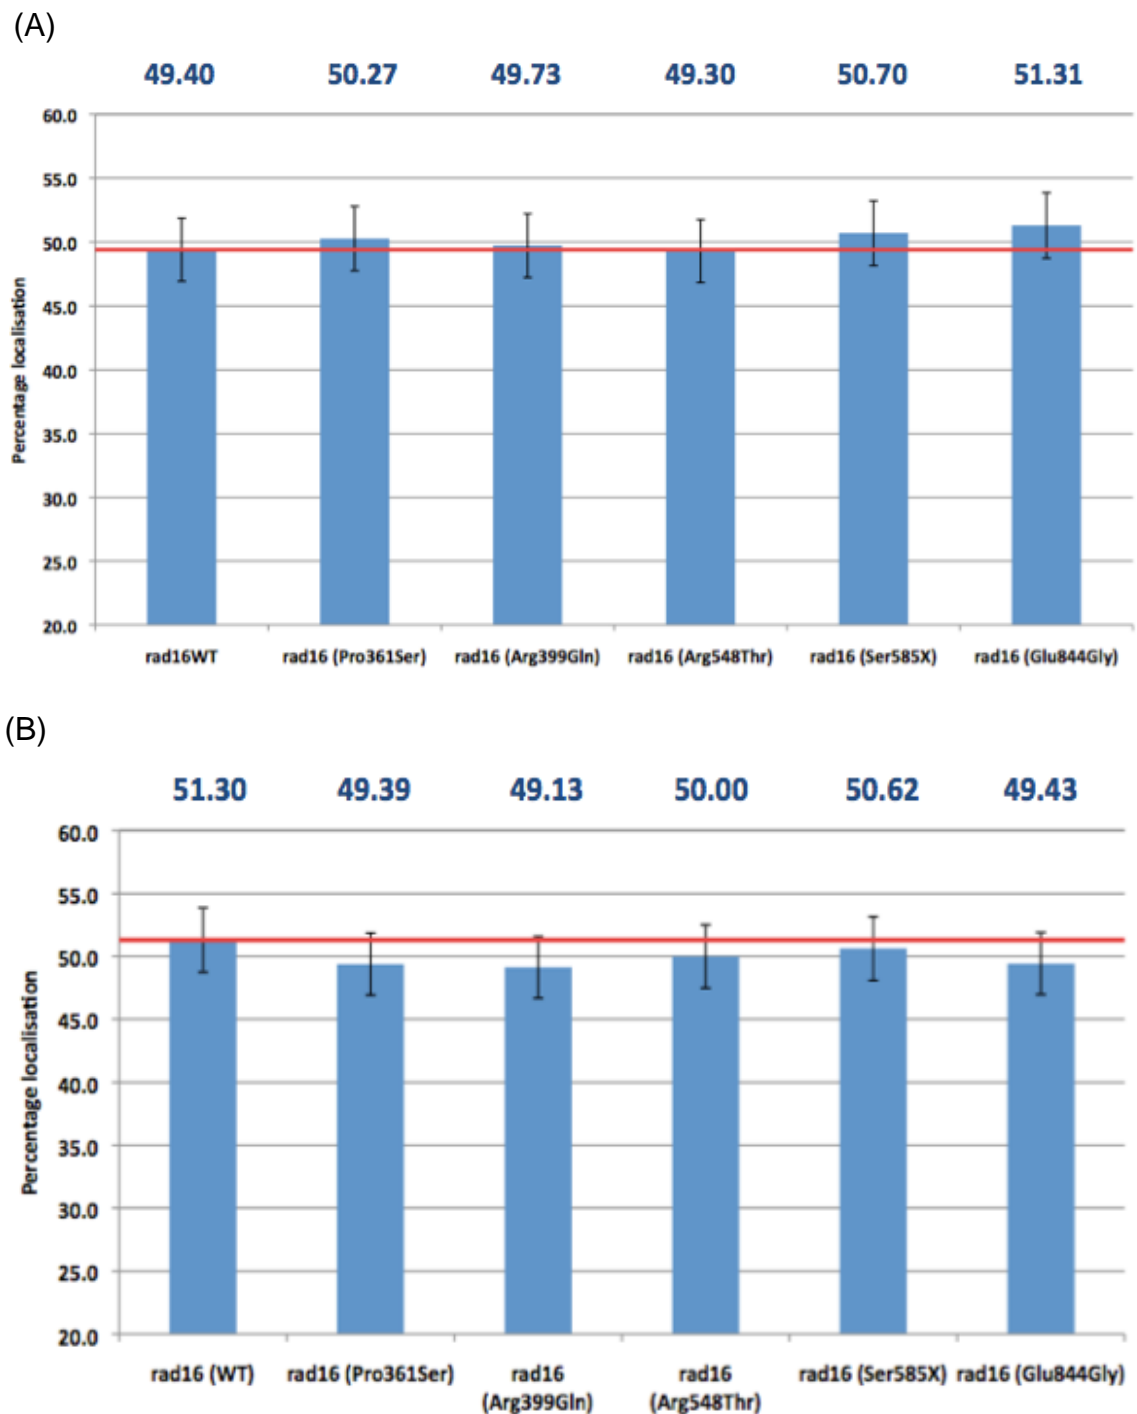 (A)
49.40 50.27 49.73 49.30 50.70 51.31
60.0
55.0
50.0
45.0
40.0
35.0
30.0
25.0
20.0
Percentage localisation
rad16WT rad16 (Pro361Ser) rad16 (Arg399Gln) rad16 (Arg548Thr) rad16 (Ser585X) rad16 (Glu844Gly)
(B)
51.30 49.39 49.13 50.00 50.62 49.43
60.0
55.0
50.0
45.0
40.0
35.0
30.0
25.0
20.0
Percentage localisation
rad16 (WT) rad16 (Pro361Ser) rad16 rad16 rad16 (Ser585X) rad16 (Glu844Gly)
(Arg399Gln) (Arg548Thr)